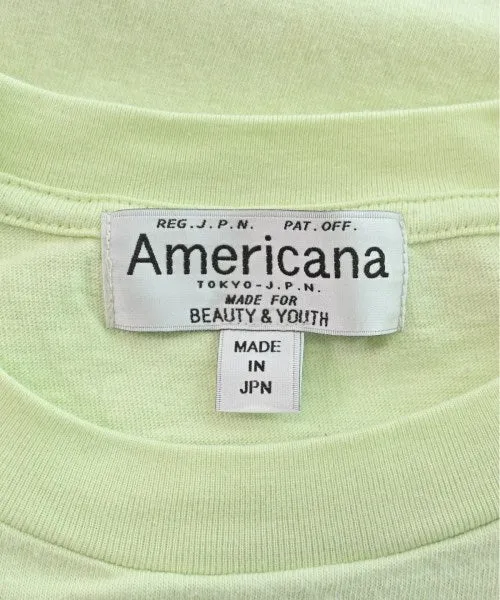 REG.J.P.N. PAT.OFF.
Americana
TOKYO-J.P.N.
MADE FOR
BEAUTY & YOUTH
MADE
IN
JPN